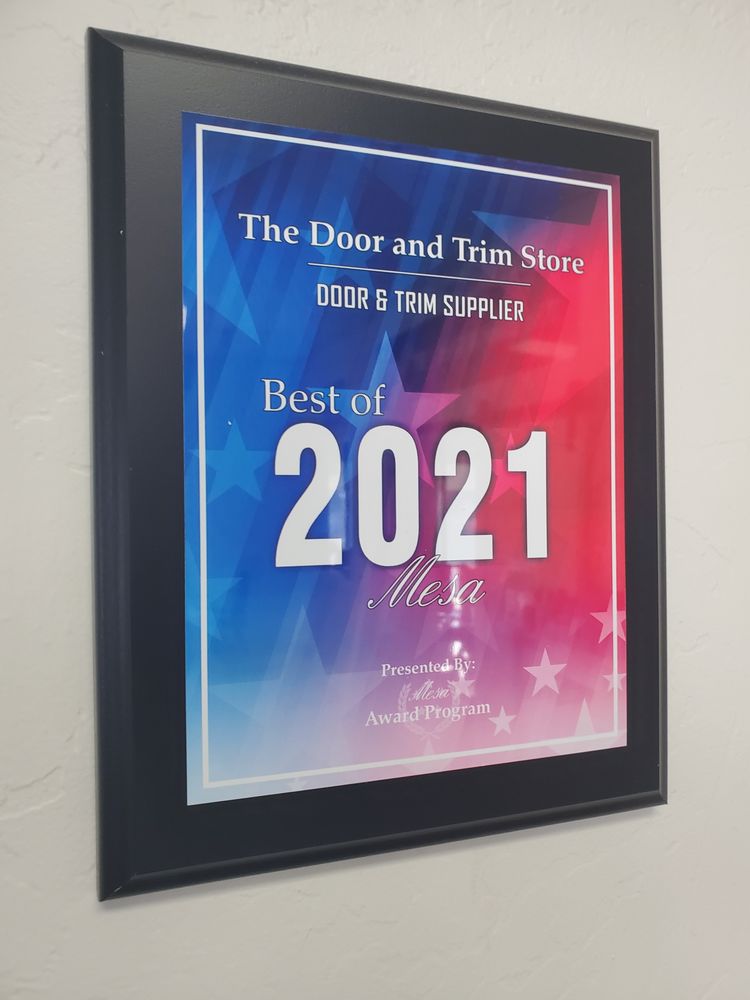 The Door and Trim Store
DOOR & TRIM SUPPLIER
Best of
2021
Mesa
Presented By:
Mesa
Award Program